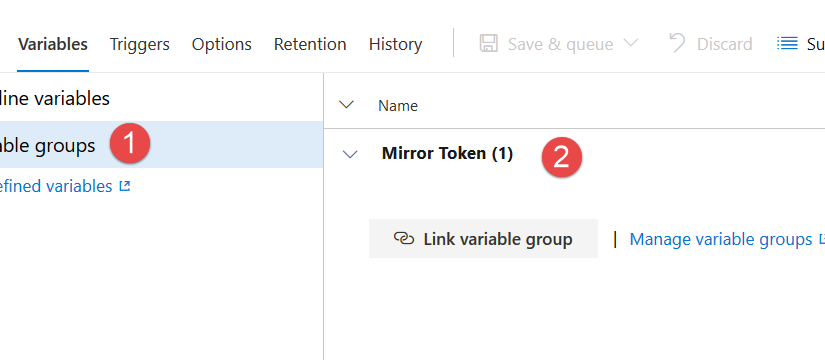 Variables Triggers Options Retention History Save & queue Discard Su
line variables
Name
able groups 1
Mirror Token (1) 2
efined variables
Link variable group | Manage variable groups